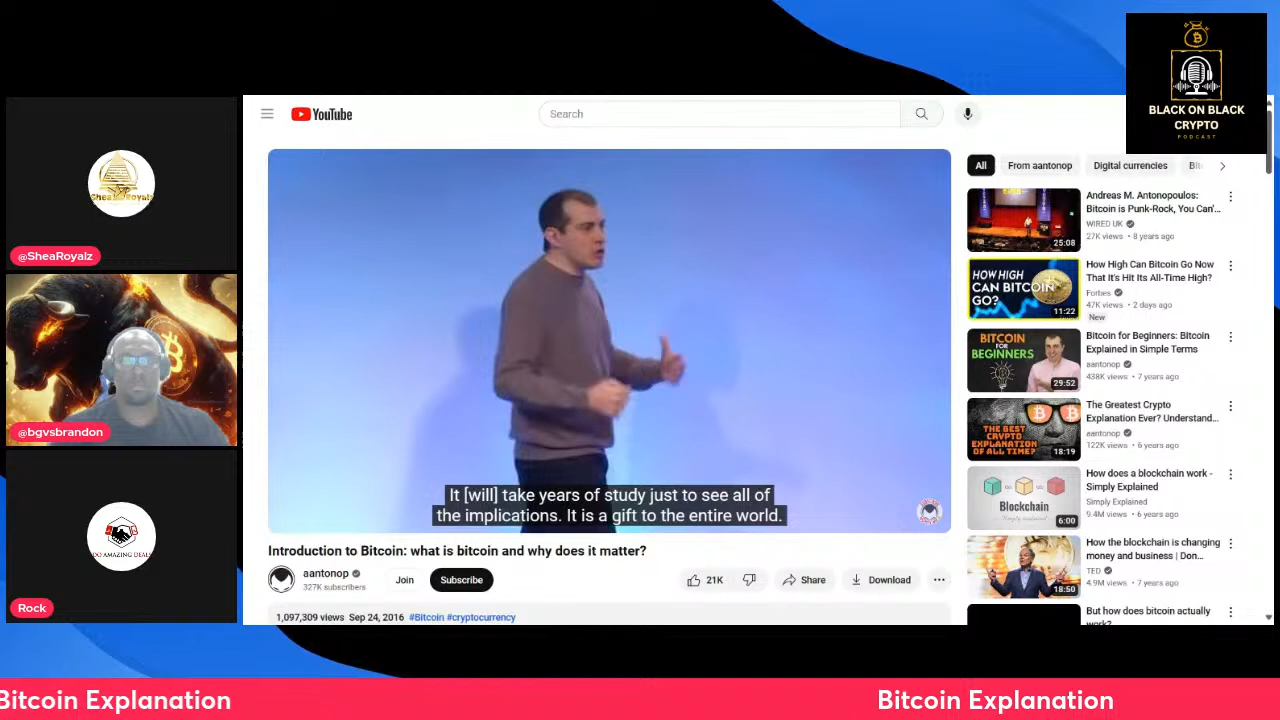 BLACK ON BLACK
CRYPTO
PODCAST
SheaRoyalz
@SheaRoyalz
@bgvsbrandon
DO AMAZING DEALS
Rock
YouTube
Search
It [will] take years of study just to see all of
the implications. It is a gift to the entire world.
Introduction to Bitcoin: what is bitcoin and why does it matter?
aantonop
327K subscribers
Join
Subscribe
21K
Share
Download
1,097,309 views Sep 24, 2016 #Bitcoin #cryptocurrency
All
From aantonop
Digital currencies
Bit
25:08
Andreas M. Antonopoulos:
Bitcoin is Punk-Rock, You Can'...
WIRED UK
27K views • 8 years ago
HOW HIGH
CAN BITCOIN
GO?
11:22
How High Can Bitcoin Go Now
That It's Hit Its All-Time High?
Forbes
47K views • 2 days ago
New
BITCOIN
FOR
BEGINNERS
29:52
Bitcoin for Beginners: Bitcoin
Explained in Simple Terms
aantonop
438K views • 7 years ago
THE BEST
CRYPTO
EXPLANATION
OF ALL TIME?
18:19
The Greatest Crypto
Explanation Ever? Understand...
aantonop
122K views • 6 years ago
Blockchain
Simply Explained
6:00
How does a blockchain work -
Simply Explained
Simply Explained
9.4M views • 6 years ago
18:50
How the blockchain is changing
money and business | Don...
TED
4.9M views • 7 years ago
But how does bitcoin actually
work?
Bitcoin Explanation
Bitcoin Explanation